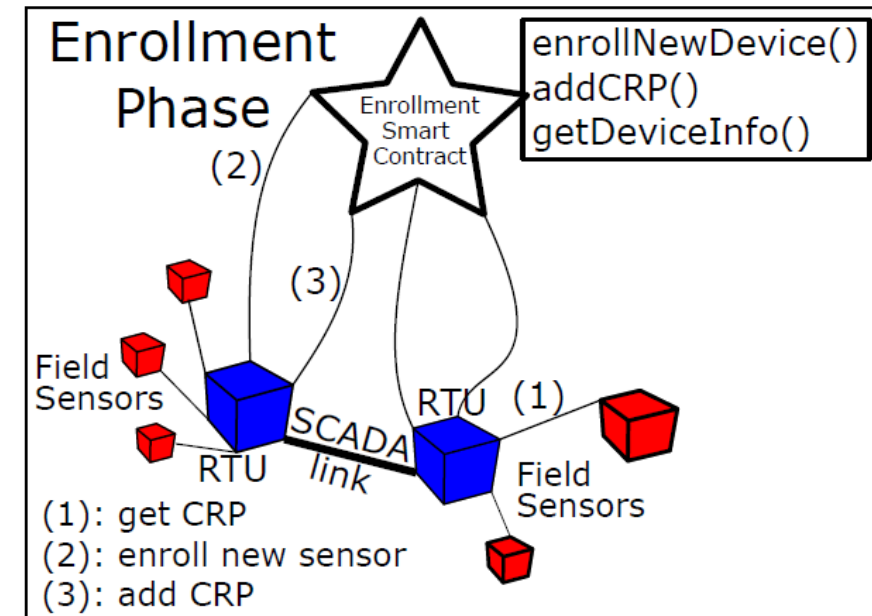 Enrollment
Phase
Enrollment
Smart
Contract
enrollNewDevice()
addCRP()
getDeviceInfo()
(2)
(3)
Field
Sensors
RTU
SCADA
link
RTU
(1)
Field
Sensors
(1): get CRP
(2): enroll new sensor
(3): add CRP